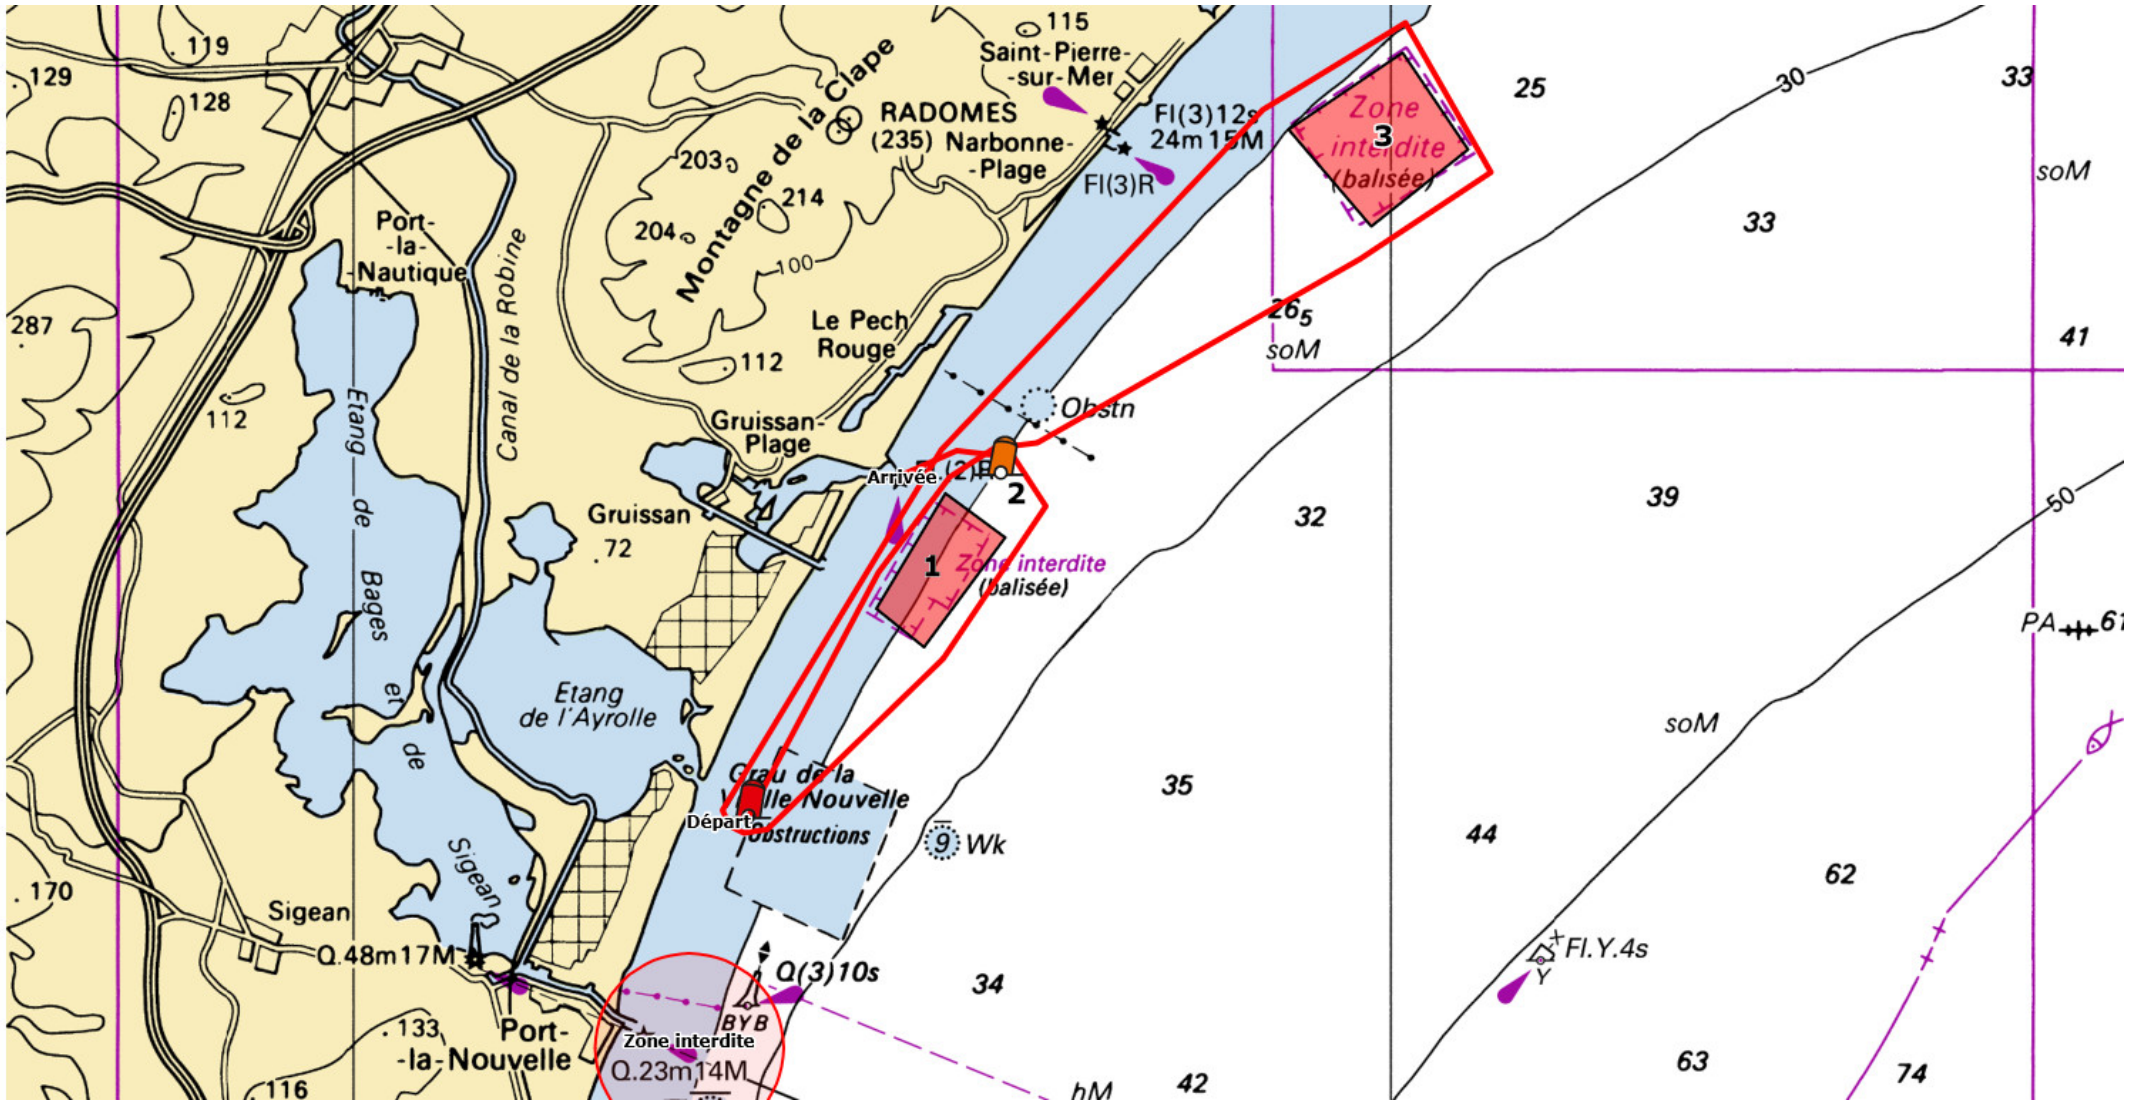 119
129
128
115
Saint-Pierre-
-sur-Mer
Montagne de la Clape
RADOMES
(235)
Narbonne-
-Plage
Fl(3)12s
24m 15M
Fl(3)R
Zone
interdite
(balisée)
3
25
30
33
soM
203
214
204
100
Port-
-la-
-Nautique
Canal de la Robine
33
287
265
soM
41
Le Pech
Rouge
112
112
Gruissan-
Plage
Obstn
Arrivée
2
Gruissan
72
32
39
50
1
Zone interdite
(balisée)
PA
61
Etang
de
Bages
et
de
Sigean
Etang
de l'Ayrolle
soM
Grau de la
Vieille Nouvelle
Départ
Obstructions
35
9 Wk
44
62
170
Sigean
Q.48m17M
Q(3)10s
BYB
34
Fl.Y.4s
Y
133
Port-
-la-Nouvelle
Zone interdite
Q.23m14M
116
hM
42
63
74